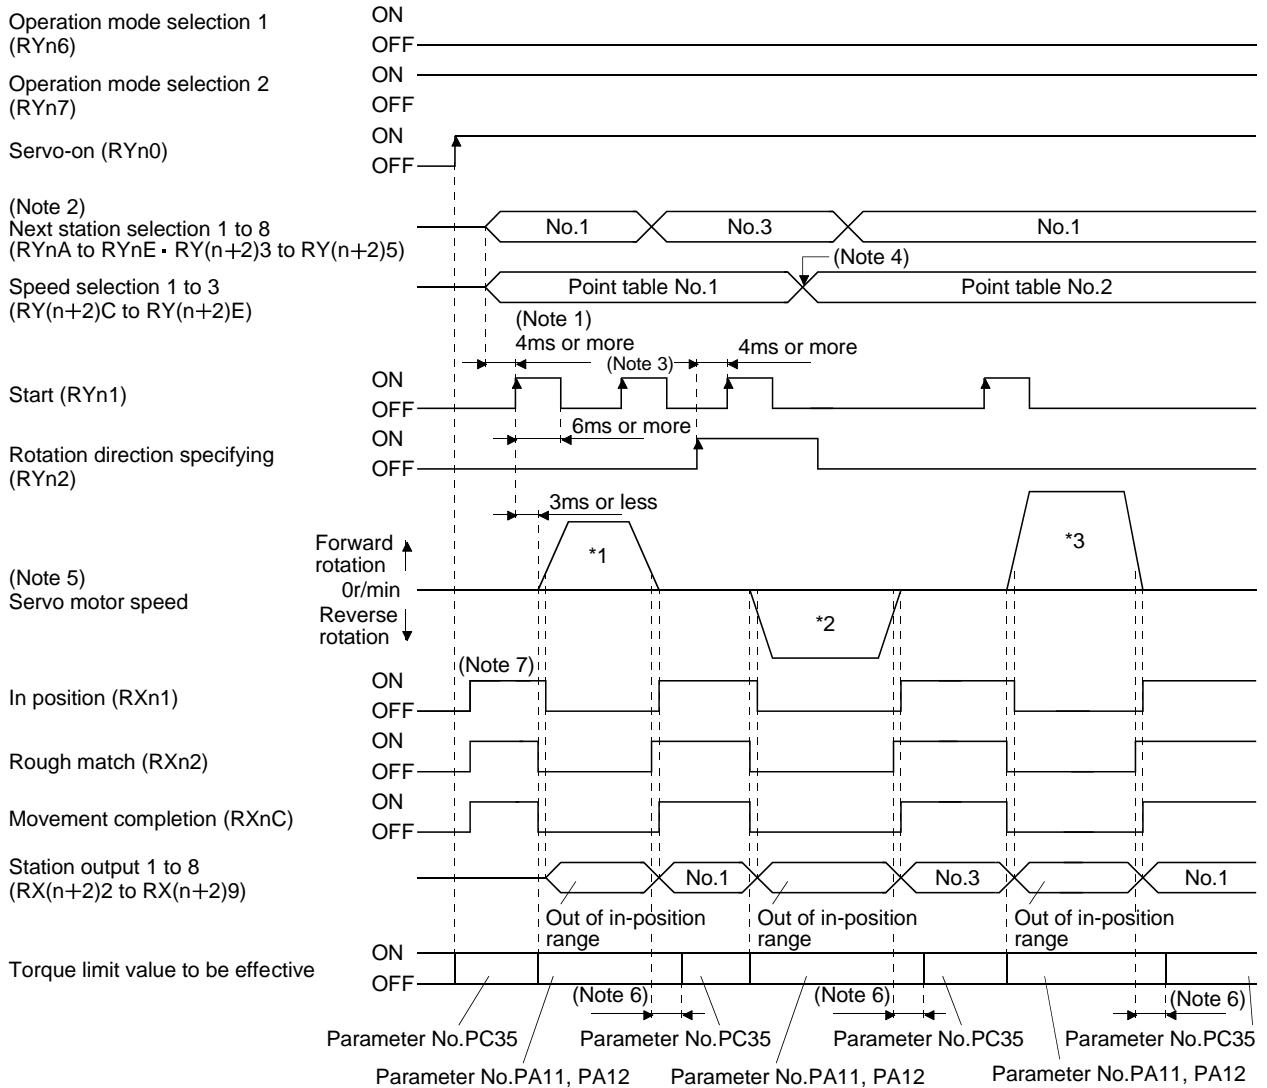 Operation mode selection 1
(RYn6)
ON
OFF
Operation mode selection 2
(RYn7)
ON
OFF
Servo-on (RYn0)
ON
OFF
(Note 2)
Next station selection 1 to 8
(RYnA to RYnE · RY(n+2)3 to RY(n+2)5)
No.1
No.3
No.1
(Note 4)
Speed selection 1 to 3
(RY(n+2)C to RY(n+2)E)
Point table No.1
Point table No.2
(Note 1)
4ms or more
(Note 3)
4ms or more
Start (RYn1)
ON
OFF
6ms or more
Rotation direction specifying
(RYn2)
ON
OFF
3ms or less
(Note 5)
Servo motor speed
Forward
rotation
0r/min
Reverse
rotation
*1
*2
*3
(Note 7)
In position (RXn1)
ON
OFF
Rough match (RXn2)
ON
OFF
Movement completion (RXnC)
ON
OFF
Station output 1 to 8
(RX(n+2)2 to RX(n+2)9)
No.1
No.3
No.1
Out of in-position
range
Out of in-position
range
Out of in-position
range
Torque limit value to be effective
ON
OFF
(Note 6)
(Note 6)
(Note 6)
Parameter No.PC35
Parameter No.PC35
Parameter No.PC35
Parameter No.PC35
Parameter No.PA11, PA12
Parameter No.PA11, PA12
Parameter No.PA11, PA12